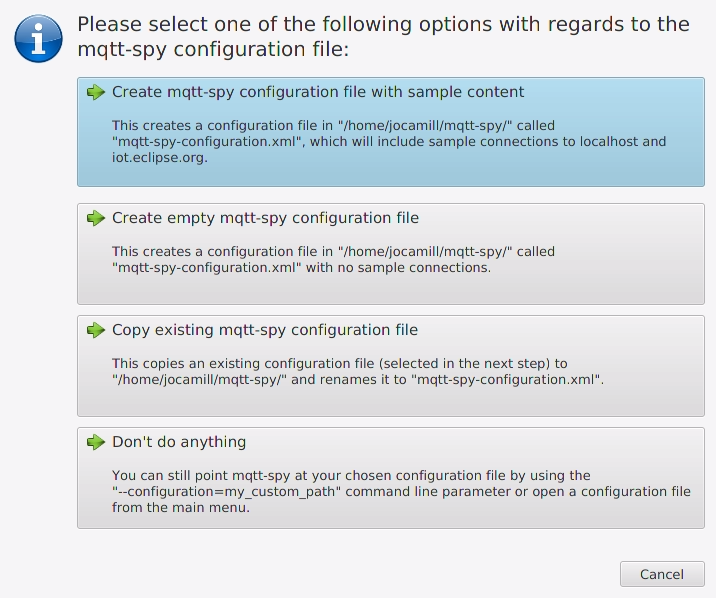 Please select one of the following options with regards to the
mqtt-spy configuration file:
Create mqtt-spy configuration file with sample content
This creates a configuration file in "/home/jocamill/mqtt-spy/" called
"mqtt-spy-configuration.xml", which will include sample connections to localhost and
iot.eclipse.org.
Create empty mqtt-spy configuration file
This creates a configuration file in "/home/jocamill/mqtt-spy/" called
"mqtt-spy-configuration.xml" with no sample connections.
Copy existing mqtt-spy configuration file
This copies an existing configuration file (selected in the next step) to
"/home/jocamill/mqtt-spy/" and renames it to "mqtt-spy-configuration.xml".
Don't do anything
You can still point mqtt-spy at your chosen configuration file by using the
"--configuration=my_custom_path" command line parameter or open a configuration file
from the main menu.
Cancel